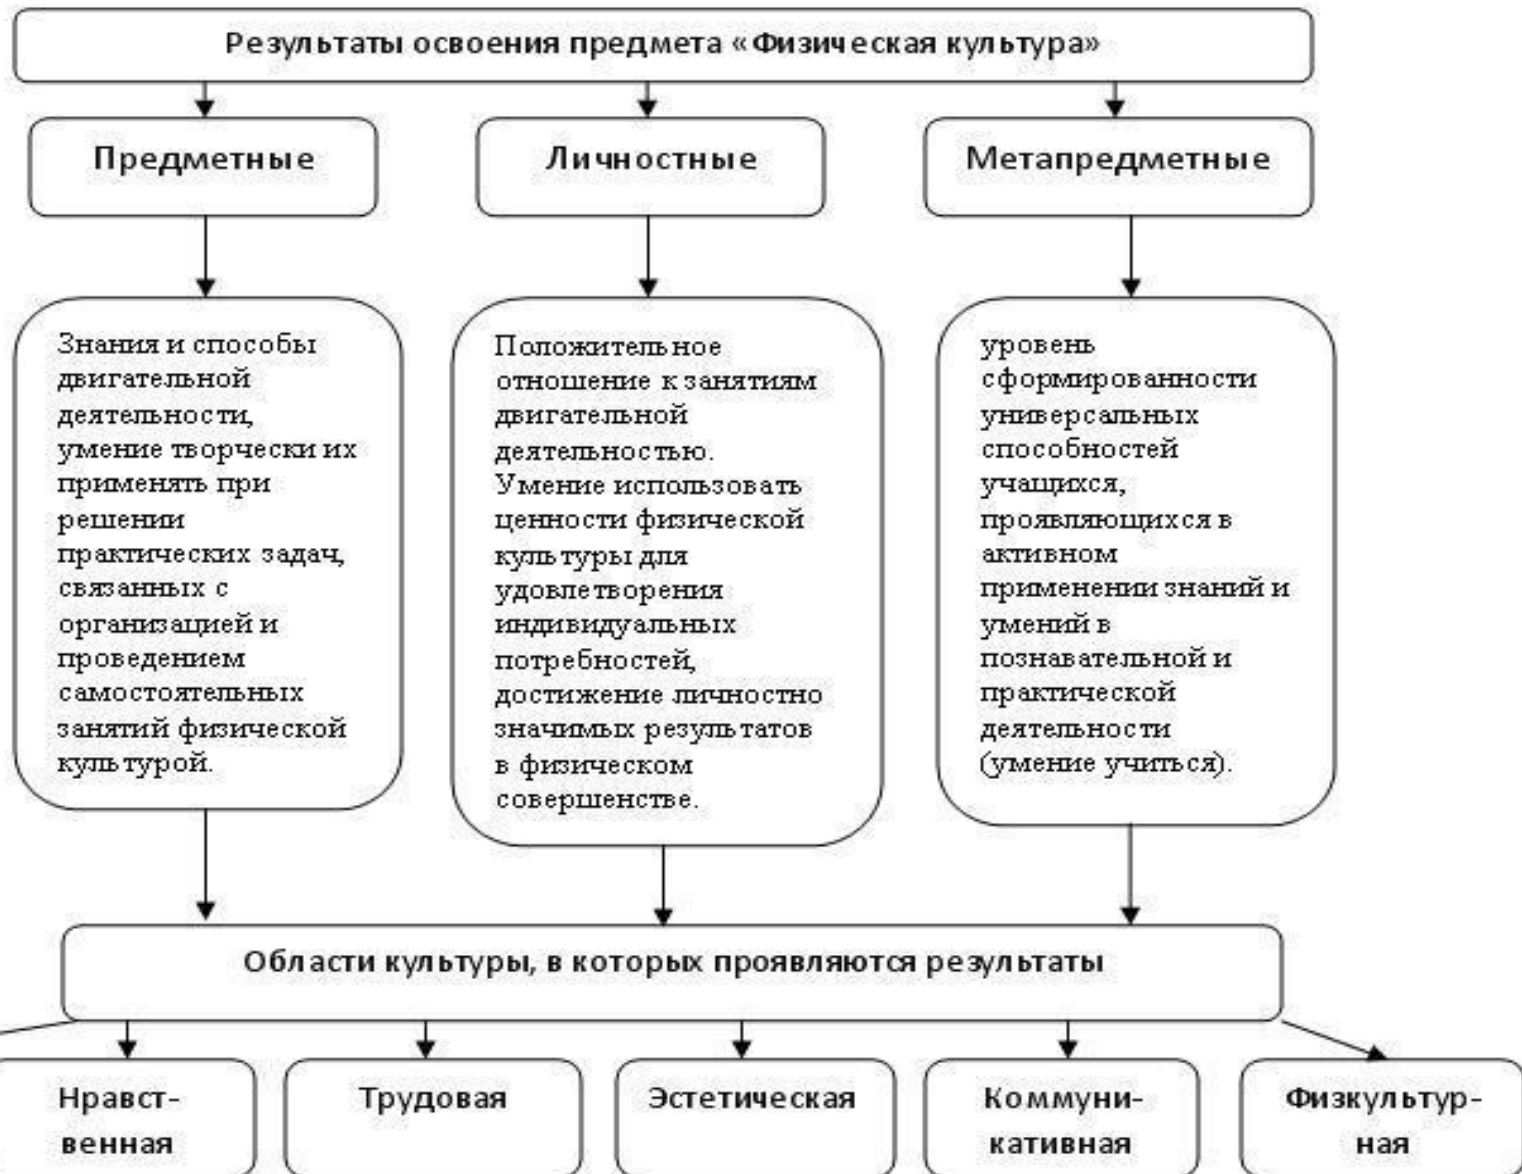 Результаты освоения предмета «Физическая культура»
Предметные
Личностные
Метапредметные
Знания и способы
двигательной
деятельности,
умение творчески их
применять при
решении
практических задач,
связанных с
организацией и
проведением
самостоятельных
занятий физической
культурой.
Положительное
отношение к занятиям
двигательной
деятельностью.
Умение использовать
ценности физической
культуры для
удовлетворения
индивидуальных
потребностей,
достижение личностно
значимых результатов
в физическом
совершенстве.
уровень
сформированности
универсальных
способностей
учащихся,
проявляющихся в
активном
применении знаний и
умений в
познавательной и
практической
деятельности
(умение учиться).
Области культуры, в которых проявляются результаты
Нравст-
венная
Трудовая
Эстетическая
Коммуни-
кативная
Физкультур-
ная